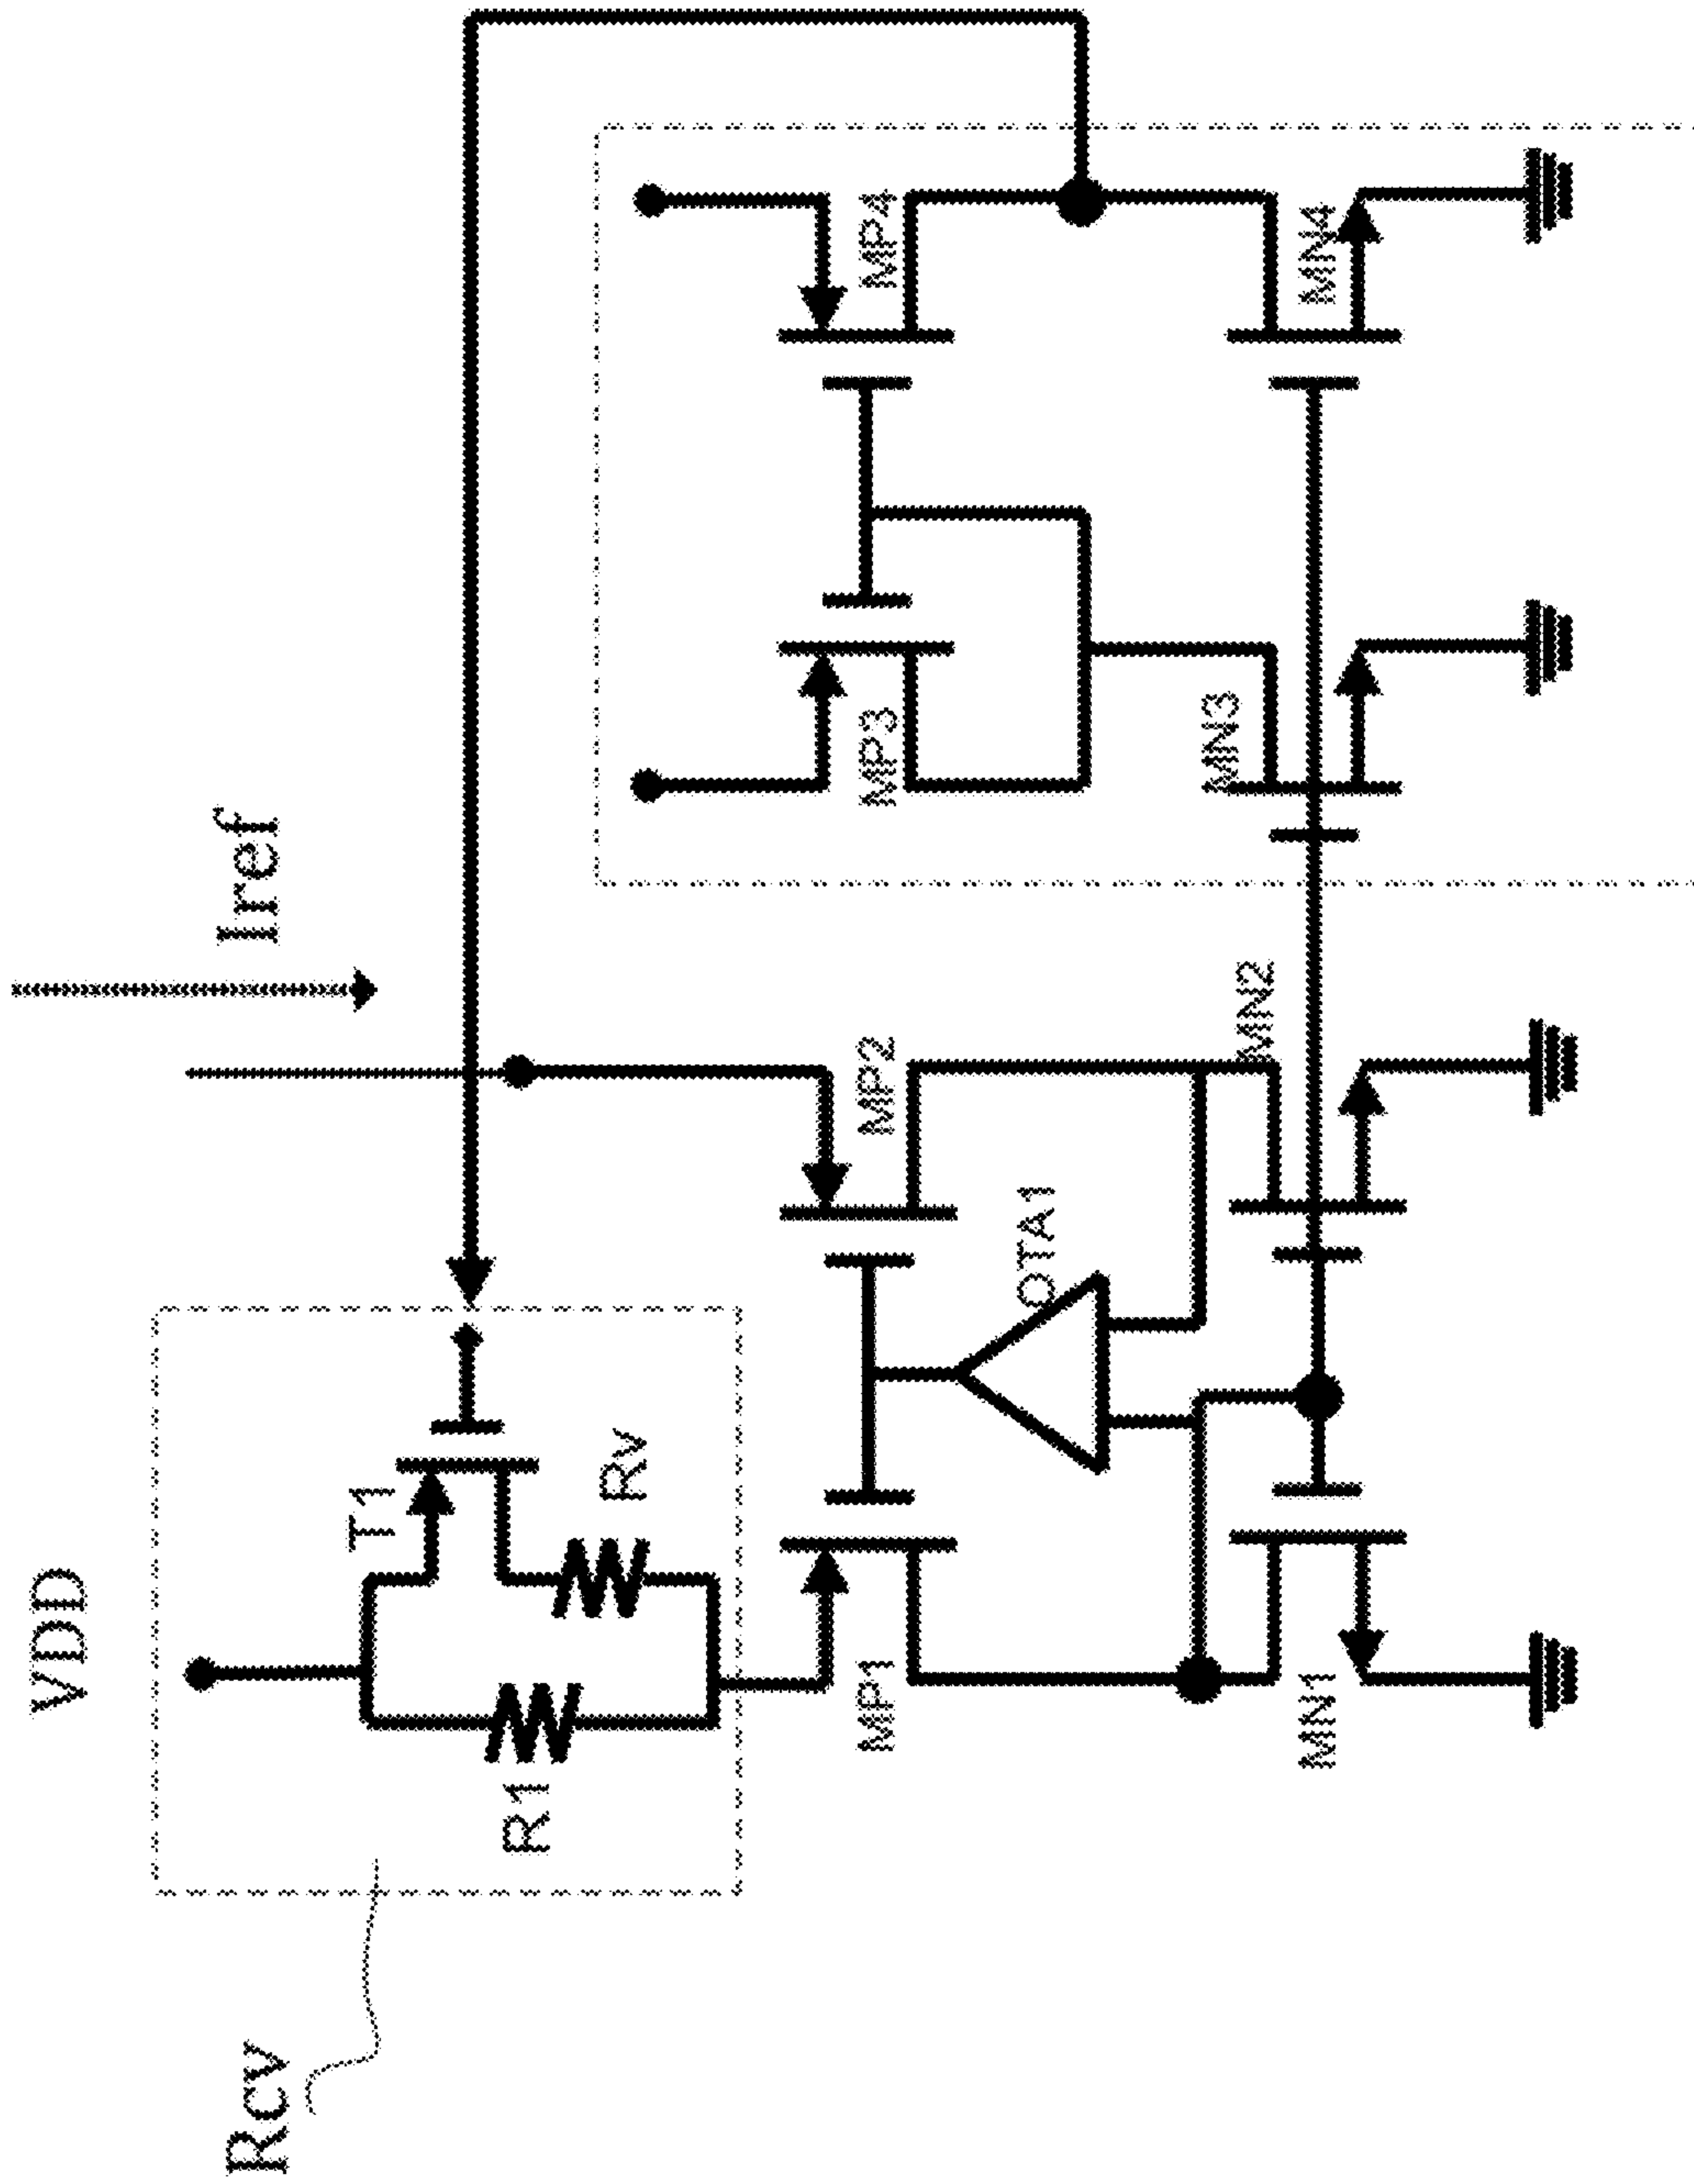 Rcv
VDD
R1
T1
Rv
Iref
MP1
MP2
MP3
MP4
OTA1
MN1
MN2
MN3
MN4